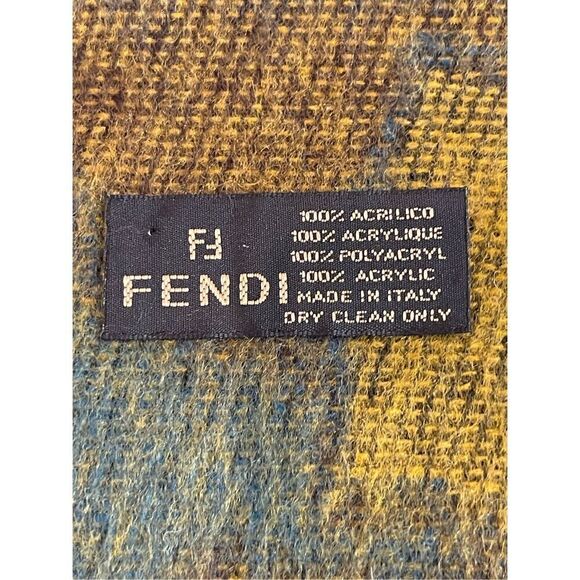 FF
FENDI
100% ACRILICO
100% ACRYLIQUE
100% POLYACRYL
100% ACRYLIC
MADE IN ITALY
DRY CLEAN ONLY